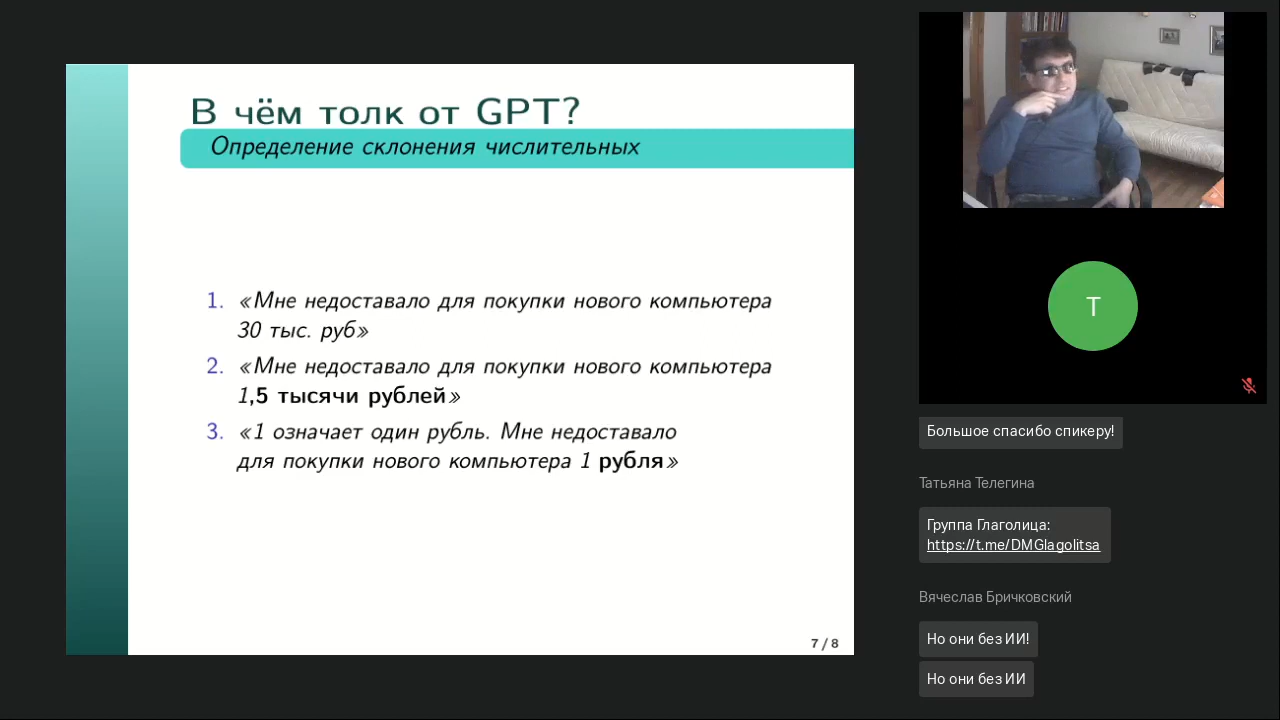 В чём толк от GPT?
Определение склонения числительных
1. «Мне недоставало для покупки нового компьютера
30 тыс. руб»
2. «Мне недоставало для покупки нового компьютера
1,5 тысячи рублей»
3. «1 означает один рубль. Мне недоставало
для покупки нового компьютера 1 рубля»
7 / 8
T
Большое спасибо спикеру!
Татьяна Телегина
Группа Глаголица:
https://t.me/DMGlagolitsa
Вячеслав Бричковский
Но они без ИИ!
Но они без ИИ